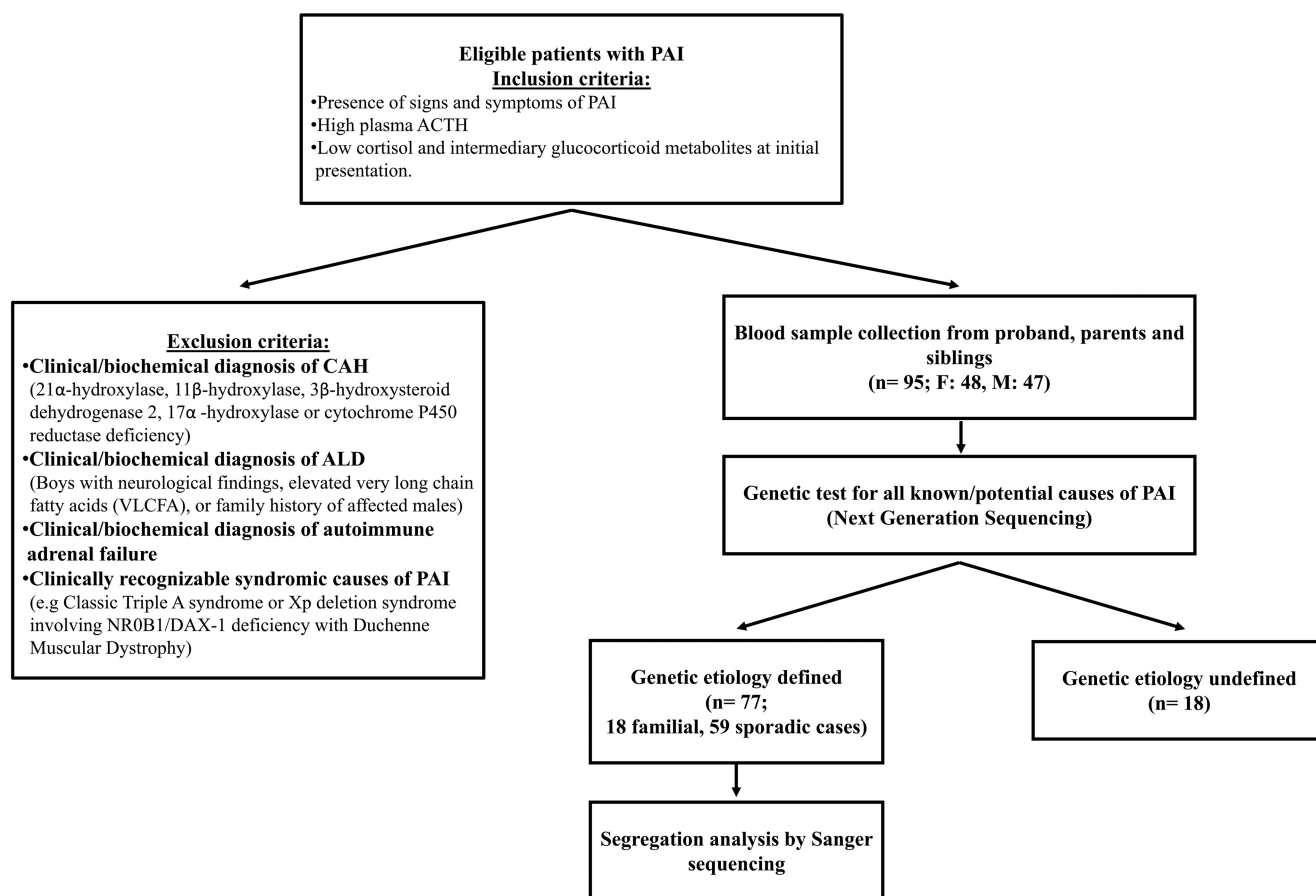 Eligible patients with PAI
Inclusion criteria:
•Presence of signs and symptoms of PAI
•High plasma ACTH
•Low cortisol and intermediary glucocorticoid metabolites at initial
presentation.
Exclusion criteria:
•Clinical/biochemical diagnosis of CAH
(21α-hydroxylase, 11β-hydroxylase, 3β-hydroxysteroid
dehydrogenase 2, 17α -hydroxylase or cytochrome P450
reductase deficiency)
•Clinical/biochemical diagnosis of ALD
(Boys with neurological findings, elevated very long chain
fatty acids (VLCFA), or family history of affected males)
•Clinical/biochemical diagnosis of autoimmune
adrenal failure
•Clinically recognizable syndromic causes of PAI
(e.g Classic Triple A syndrome or Xp deletion syndrome
involving NR0B1/DAX-1 deficiency with Duchenne
Muscular Dystrophy)
Blood sample collection from proband, parents and
siblings
(n= 95; F: 48, M: 47)
Genetic test for all known/potential causes of PAI
(Next Generation Sequencing)
Genetic etiology defined
(n= 77;
18 familial, 59 sporadic cases)
Genetic etiology undefined
(n= 18)
Segregation analysis by Sanger
sequencing